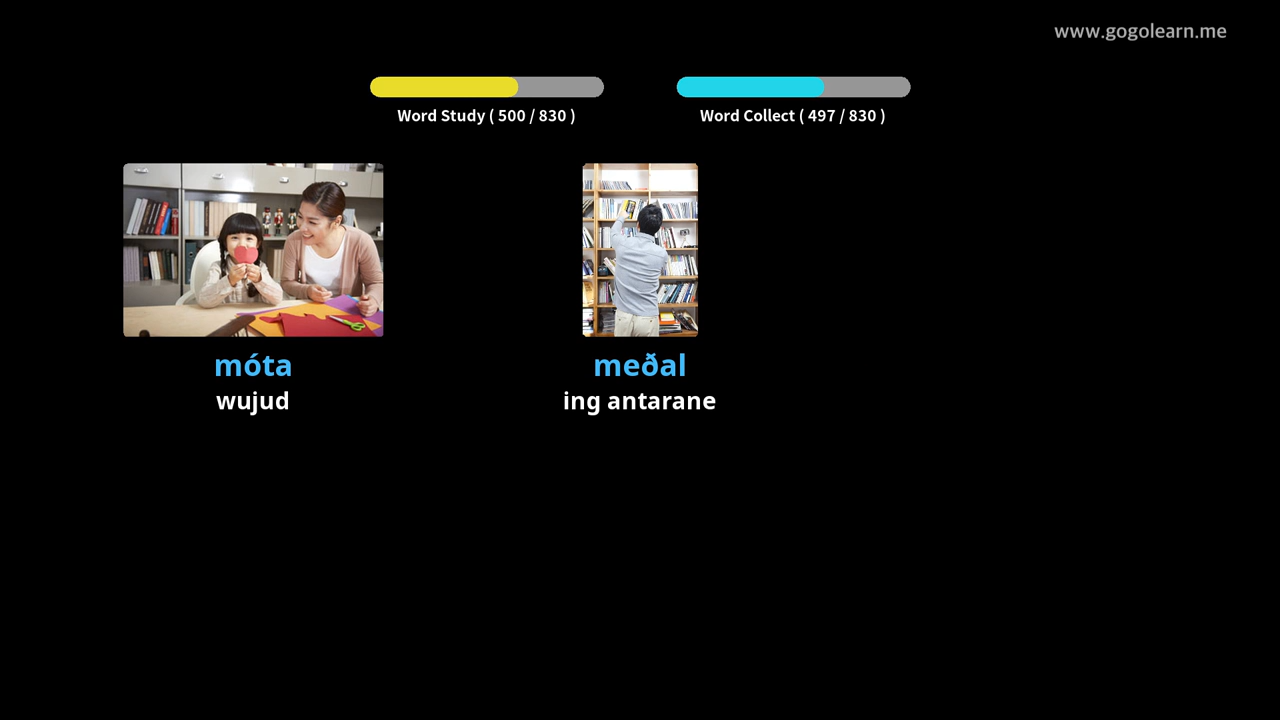 www.gogolearn.me
Word Study ( 500 / 830 )
Word Collect ( 497 / 830 )
móta
wujud
meðal
ing antarane